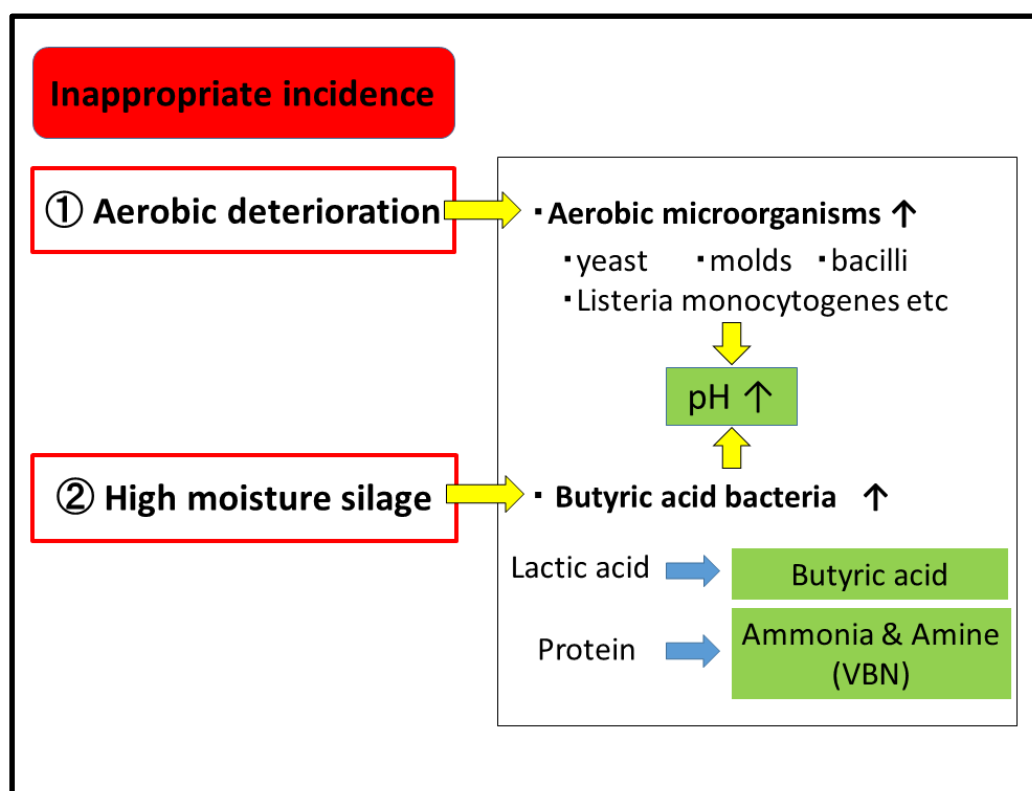 Inappropriate incidence
① Aerobic deterioration
・Aerobic microorganisms ↑
・yeast ・molds ・bacilli
・Listeria monocytogenes etc
pH ↑
② High moisture silage
・ Butyric acid bacteria ↑
Lactic acid
Butyric acid
Protein
Ammonia & Amine
(VBN)